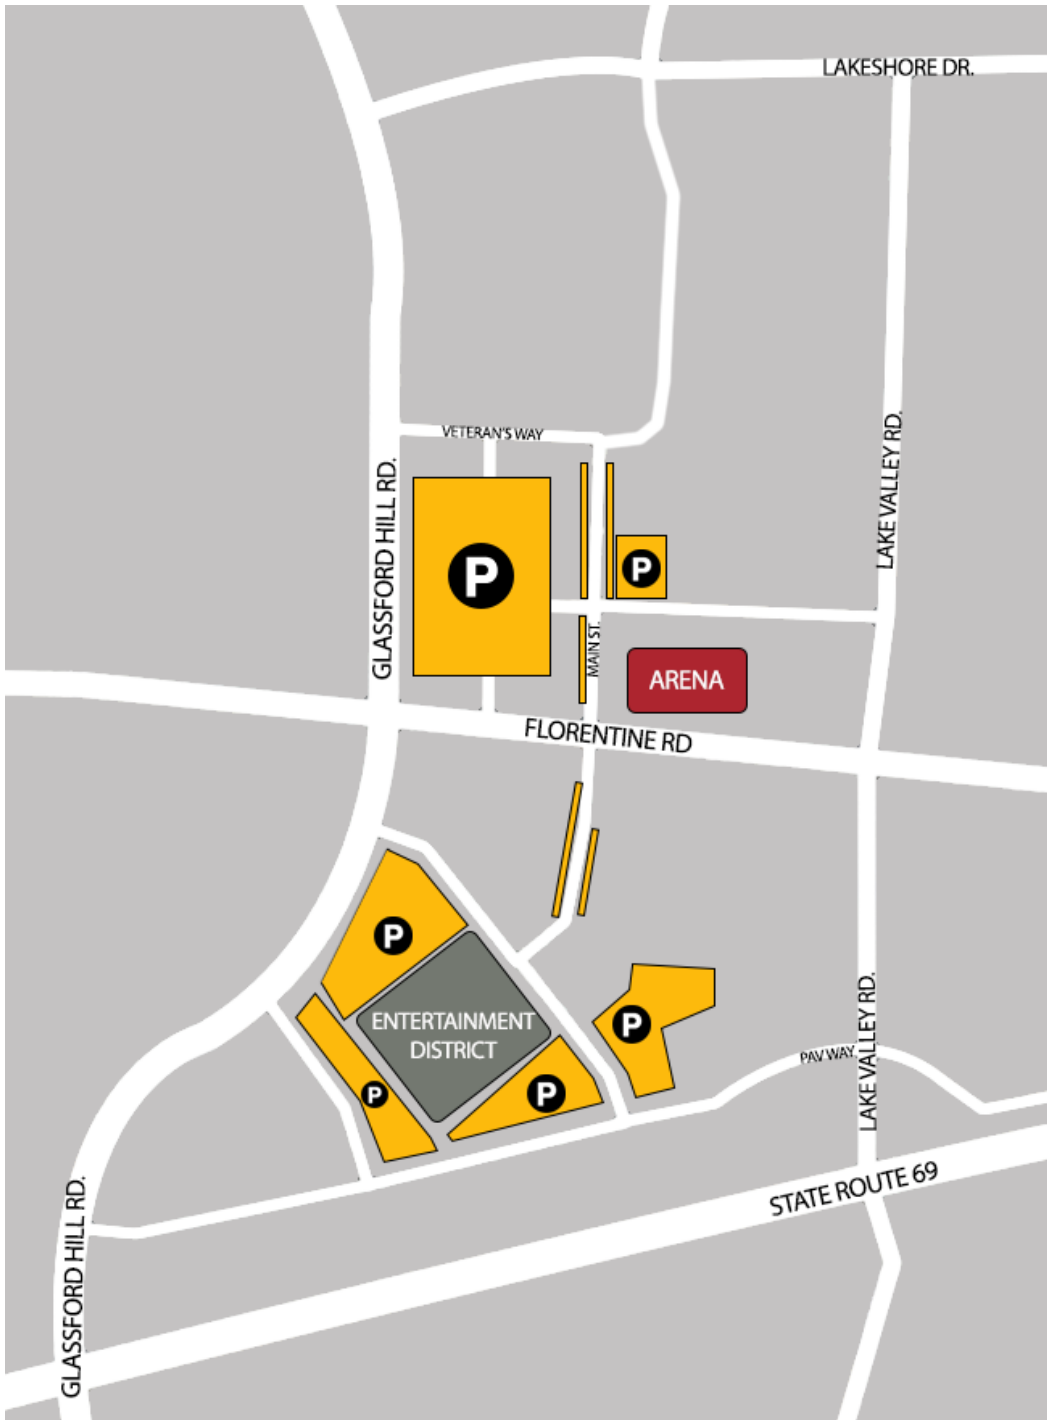 LAKESHORE DR.
VETERAN'S WAY
LAKE VALLEY RD.
GLASSFORD HILL RD.
P
P
MAIN ST.
ARENA
FLORENTINE RD
P
ENTERTAINMENT
DISTRICT
P
P
P
PAV WAY
LAKE VALLEY RD.
STATE ROUTE 69
GLASSFORD HILL RD.